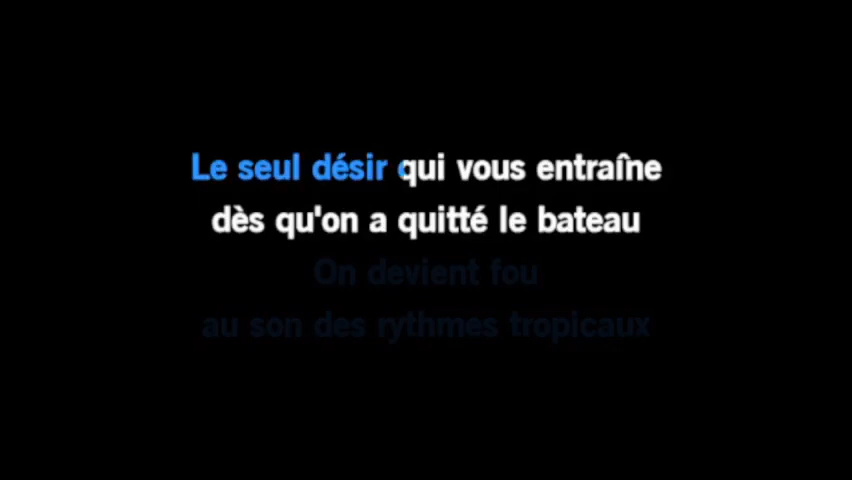 Le seul désir qui vous entraîne
dès qu'on a quitté le bateau
On devient fou
au son des rythmes tropicaux